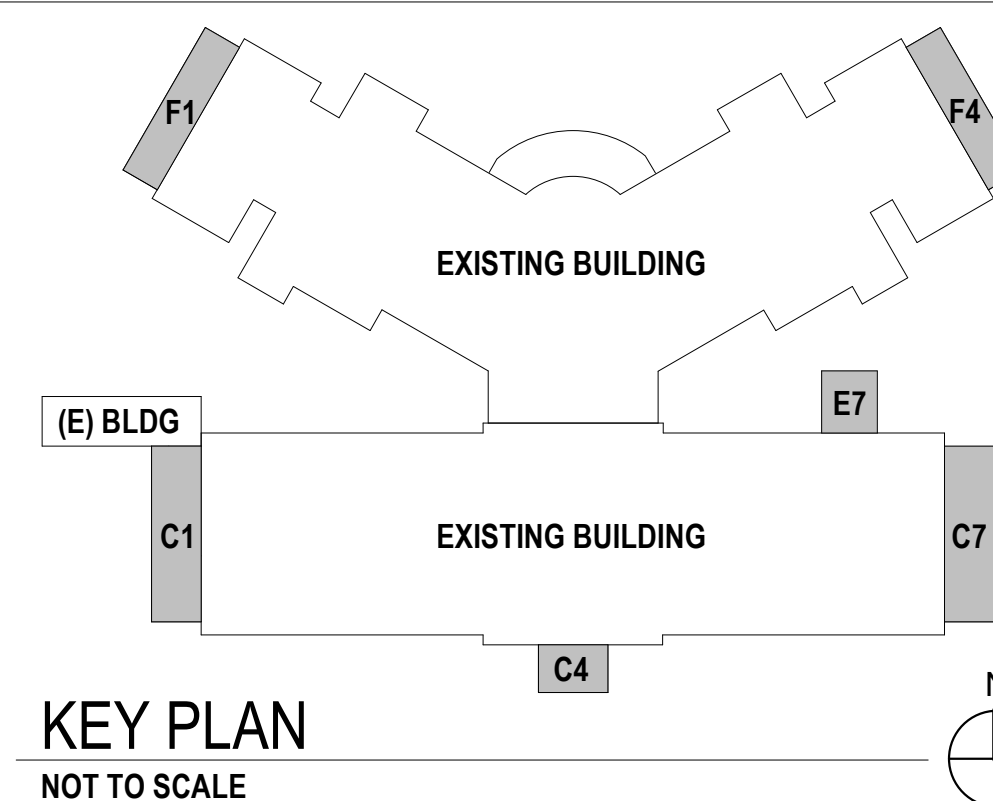 F1
F4
EXISTING BUILDING
E7
(E) BLDG
C1
EXISTING BUILDING
C7
C4
N
KEY PLAN
NOT TO SCALE